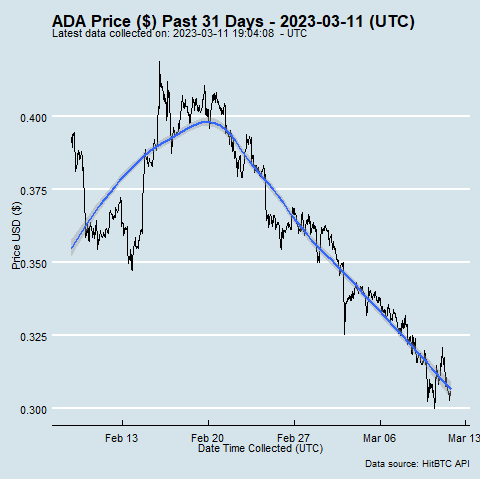 ADA Price ($) Past 31 Days - 2023-03-11 (UTC)
Latest data collected on: 2023-03-11 19:04:08  - UTC
0.400
0.375
0.350
0.325
0.300
Price USD ($)
Feb 13
Feb 20
Feb 27
Mar 06
Mar 13
Date Time Collected (UTC)
Data source: HitBTC API